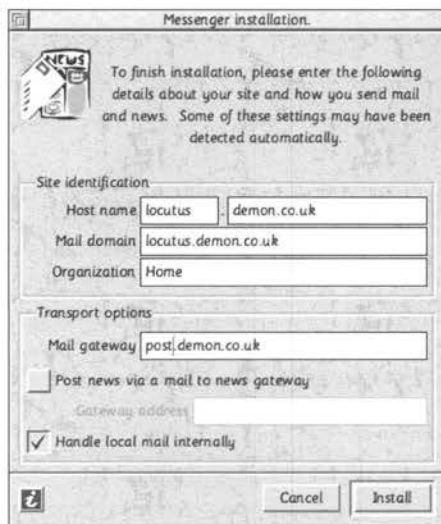 Messenger installation.
NEWS
To finish installation, please enter the following
details about your site and how you send mail
and news. Some of these settings may have been
detected automatically.
Site identification
Host name locutus . demon.co.uk
Mail domain locutus.demon.co.uk
Organization Home
Transport options
Mail gateway post.demon.co.uk
Post news via a mail to news gateway
Gateway address
Handle local mail internally
i Cancel Install